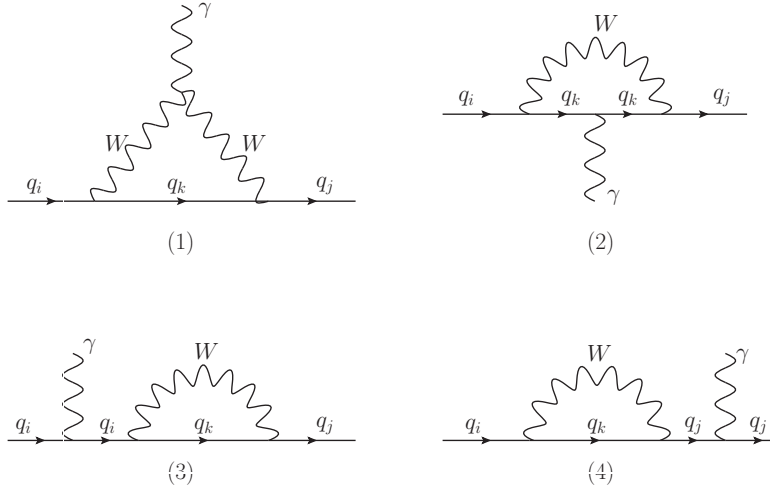 γ
W
W
q_i
q_k
q_j
(1)
W
q_i
q_k
q_k
q_j
γ
(2)
γ
W
q_i
q_i
q_k
q_j
(3)
W
γ
q_i
q_k
q_j
q_j
(4)